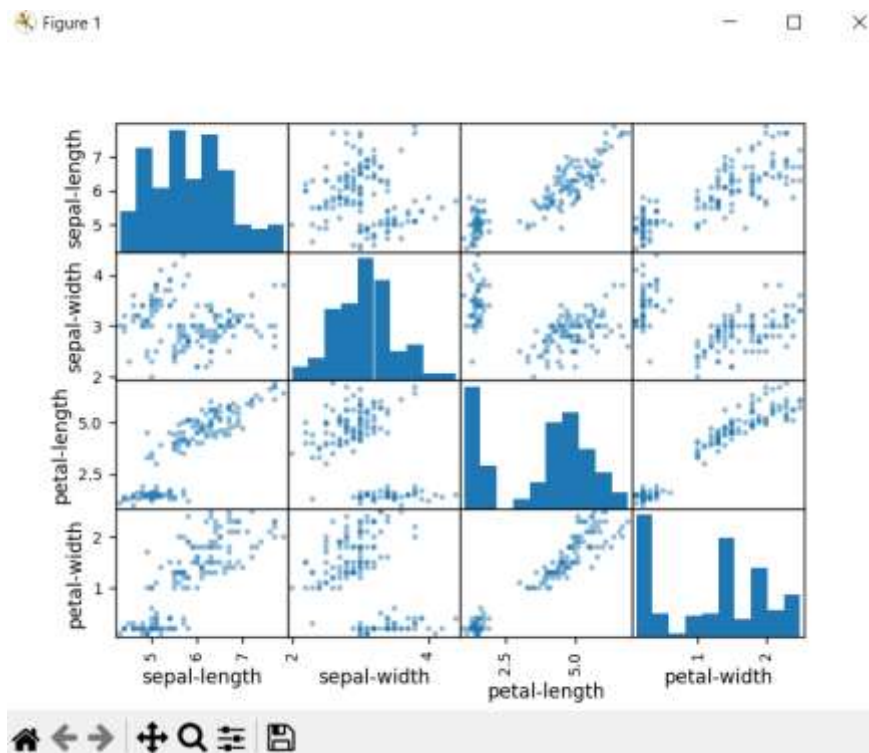 Figure 1
sepal-length
7
6
5
sepal-width
4
3
2
petal-length
5.0
2.5
petal-width
2
1
5 6 7 2 4 2.5 5.0 1 2
sepal-length sepal-width petal-length petal-width